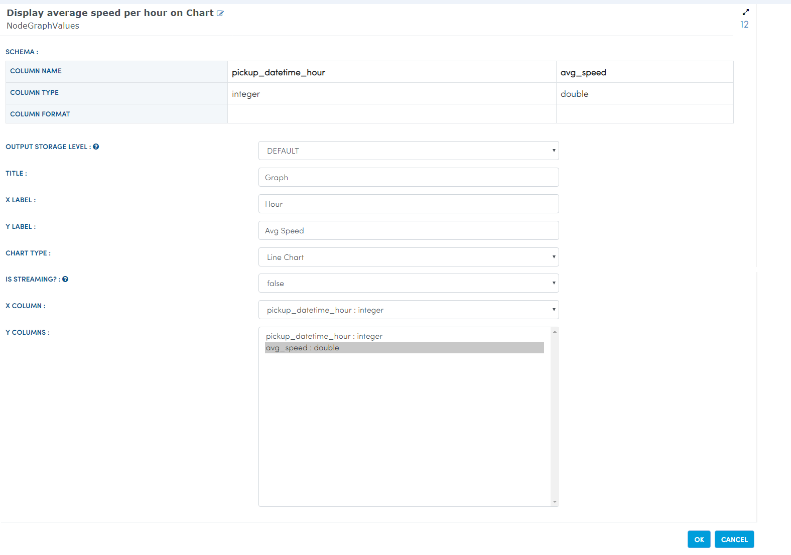 Display average speed per hour on Chart
NodeGraphValues
12
SCHEMA :
COLUMN NAME pickup_datetime_hour avg_speed
COLUMN TYPE integer double
COLUMN FORMAT
OUTPUT STORAGE LEVEL : DEFAULT
TITLE : Graph
X LABEL : Hour
Y LABEL : Avg Speed
CHART TYPE : Line Chart
IS STREAMING? : false
X COLUMN : pickup_datetime_hour : integer
Y COLUMNS : pickup_datetime_hour : integer
avg_speed : double
OK CANCEL